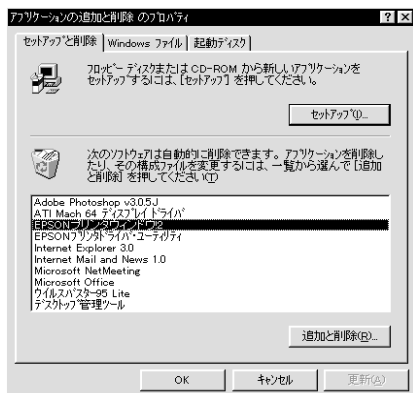 アプリケーションの追加と削除 のプロパティ
セットアップと削除 Windows ファイル 起動ディスク
フロッピー ディスクまたは CD-ROM から新しいアプリケーションを
セットアップするには、[セットアップ] を押してください。
セットアップ(I)...
次のソフトウェアは自動的に削除できます。アプリケーションを削除し
たり、その構成ファイルを変更するには、一覧から選んで [追加
と削除] を押してください(T)
Adobe Photoshop v3.0.5J
ATI Mach 64 ディスプレイ ドライバ
EPSONプリンタウィンドウ2
EPSONプリンタドライバ・ユーティリティ
Internet Explorer 3.0
Internet Mail and News 1.0
Microsoft NetMeeting
Microsoft Office
ウイルスバスター95 Lite
デスクトップ管理ツール
追加と削除(R)...
OK キャンセル 更新(A)